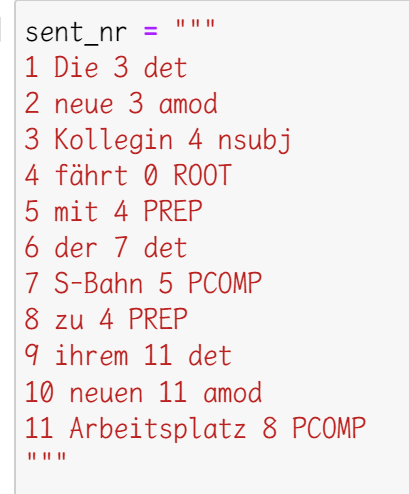 sent_nr = """
1 Die 3 det
2 neue 3 amod
3 Kollegin 4 nsubj
4 fährt 0 ROOT
5 mit 4 PREP
6 der 7 det
7 S-Bahn 5 PCOMP
8 zu 4 PREP
9 ihrem 11 det
10 neuen 11 amod
11 Arbeitsplatz 8 PCOMP
"""